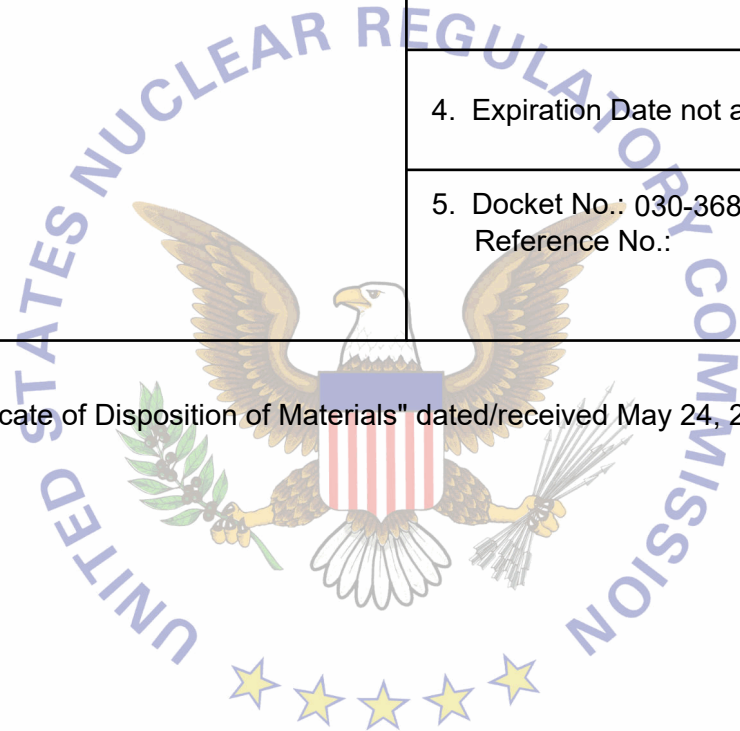 UNITED STATES NUCLEAR REGULATORY COMMISSION
4. Expiration Date not a
5. Docket No.: 030-368
Reference No.:
cate of Disposition of Materials" dated/received May 24, 2